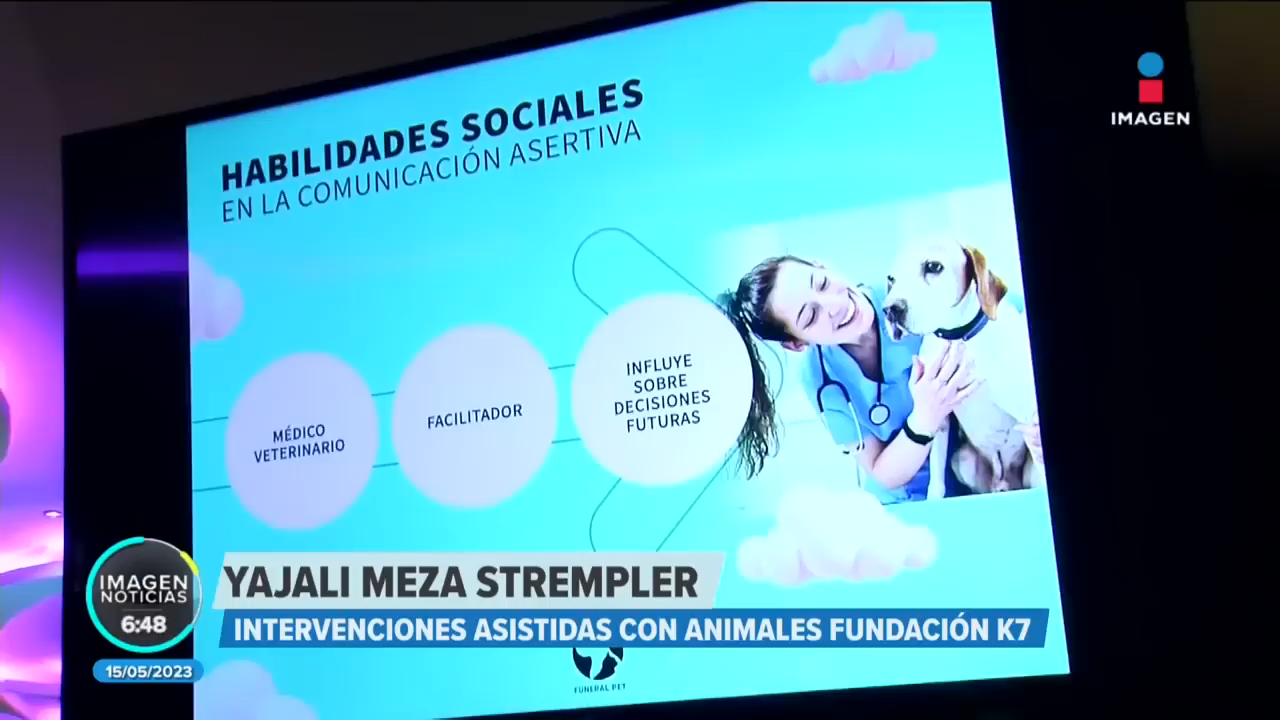 HABILIDADES SOCIALES
EN LA COMUNICACIÓN ASERTIVA
IMAGEN
MÉDICO
VETERINARIO
FACILITADOR
INFLUYE
SOBRE
DECISIONES
FUTURAS
IMAGEN
NOTICIAS
6:48
15/05/2023
YAJALI MEZA STREMPLER
INTERVENCIONES ASISTIDAS CON ANIMALES FUNDACIÓN K7
FUNERAL PET